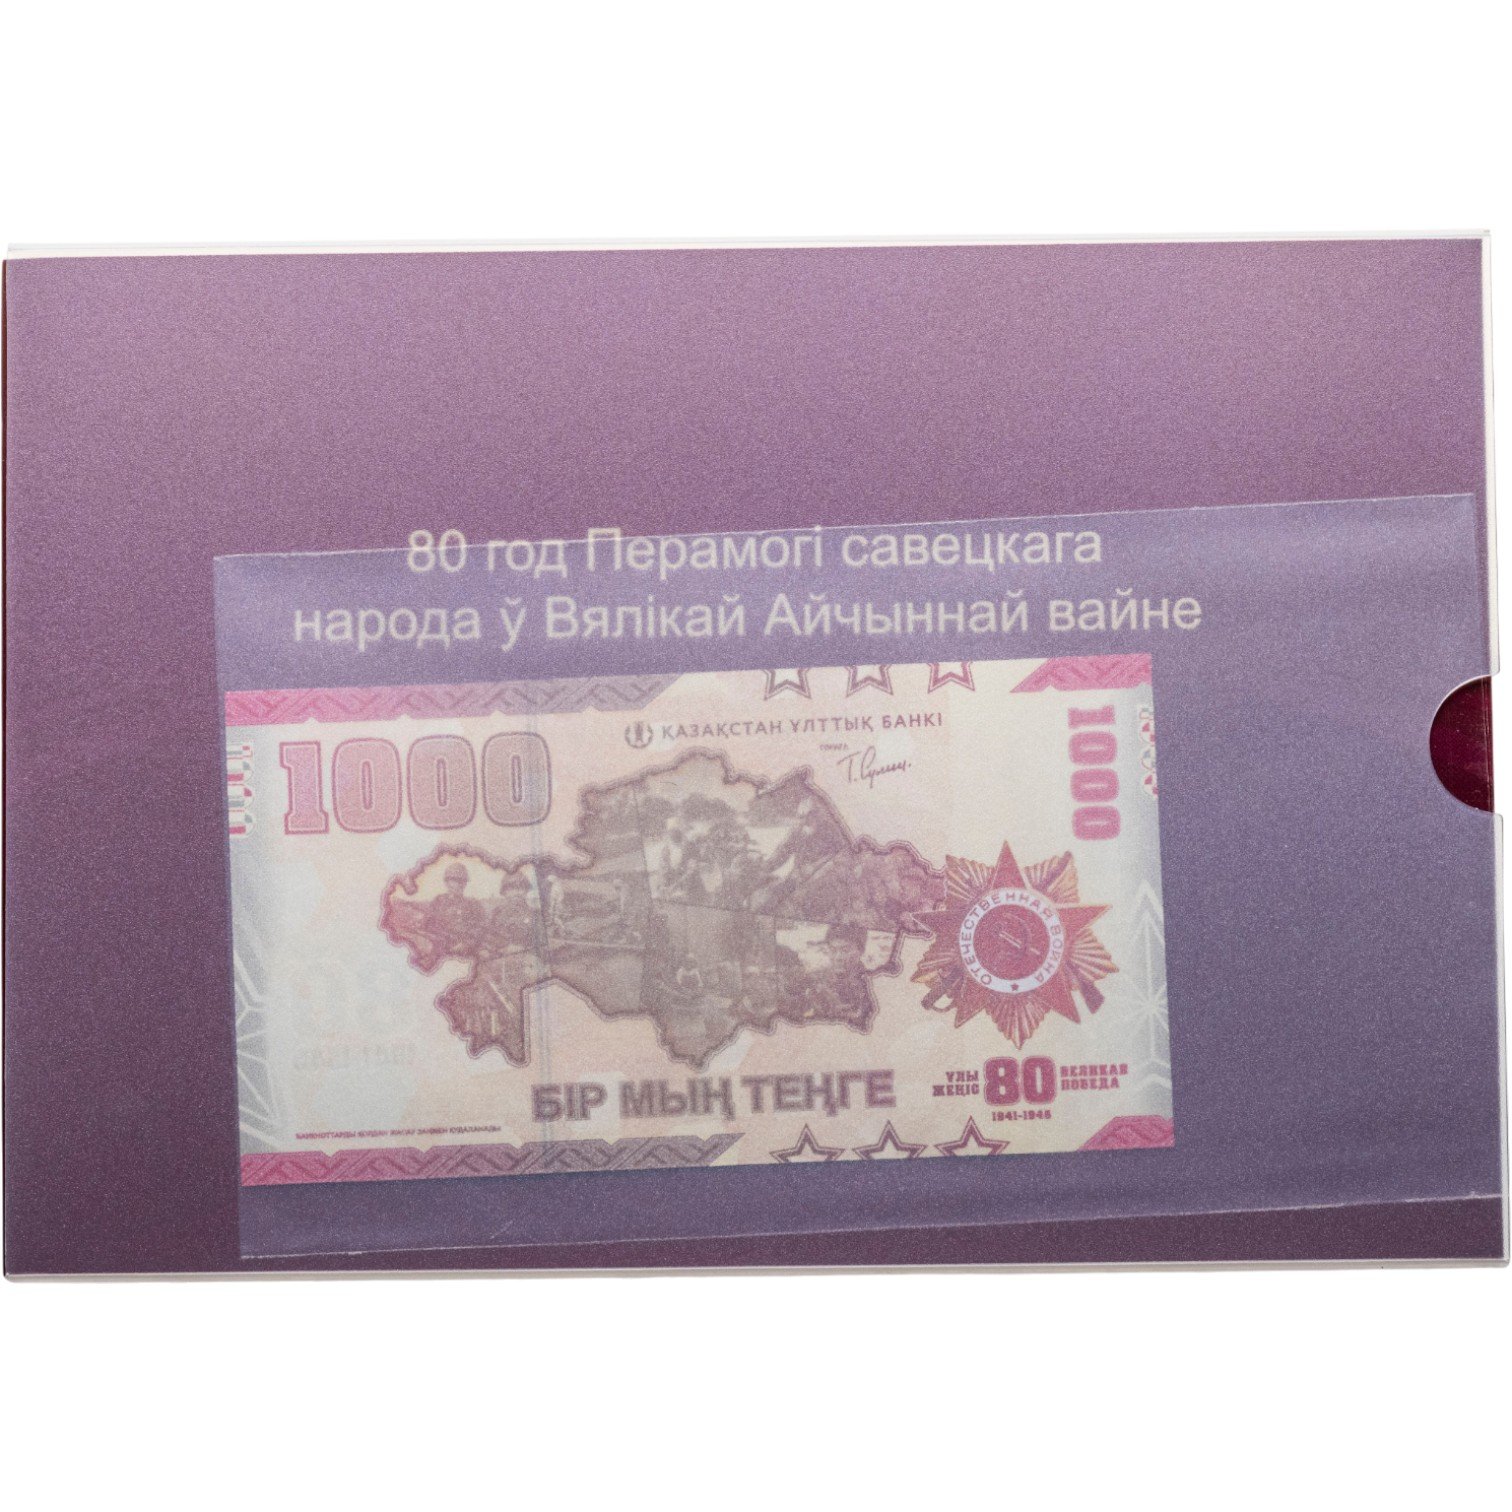 80 год Перамогі савецкага
народа ў Вялікай Айчыннай вайне
ҚАЗАҚСТАН ҰЛТТЫҚ БАНКІ
1000
1000
ОТЕЧЕСТВЕННАЯ ВОЙНА
БІР МЫҢ ТЕҢГЕ
ҰЛЫ ЖЕҢІС 80 ВЕЛИКАЯ ПОБЕДА
1941-1945